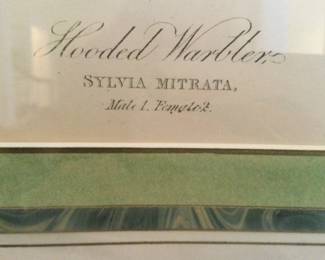 Hooded Warbler.
SYLVIA MITRATA,
Male 1. Female 2.